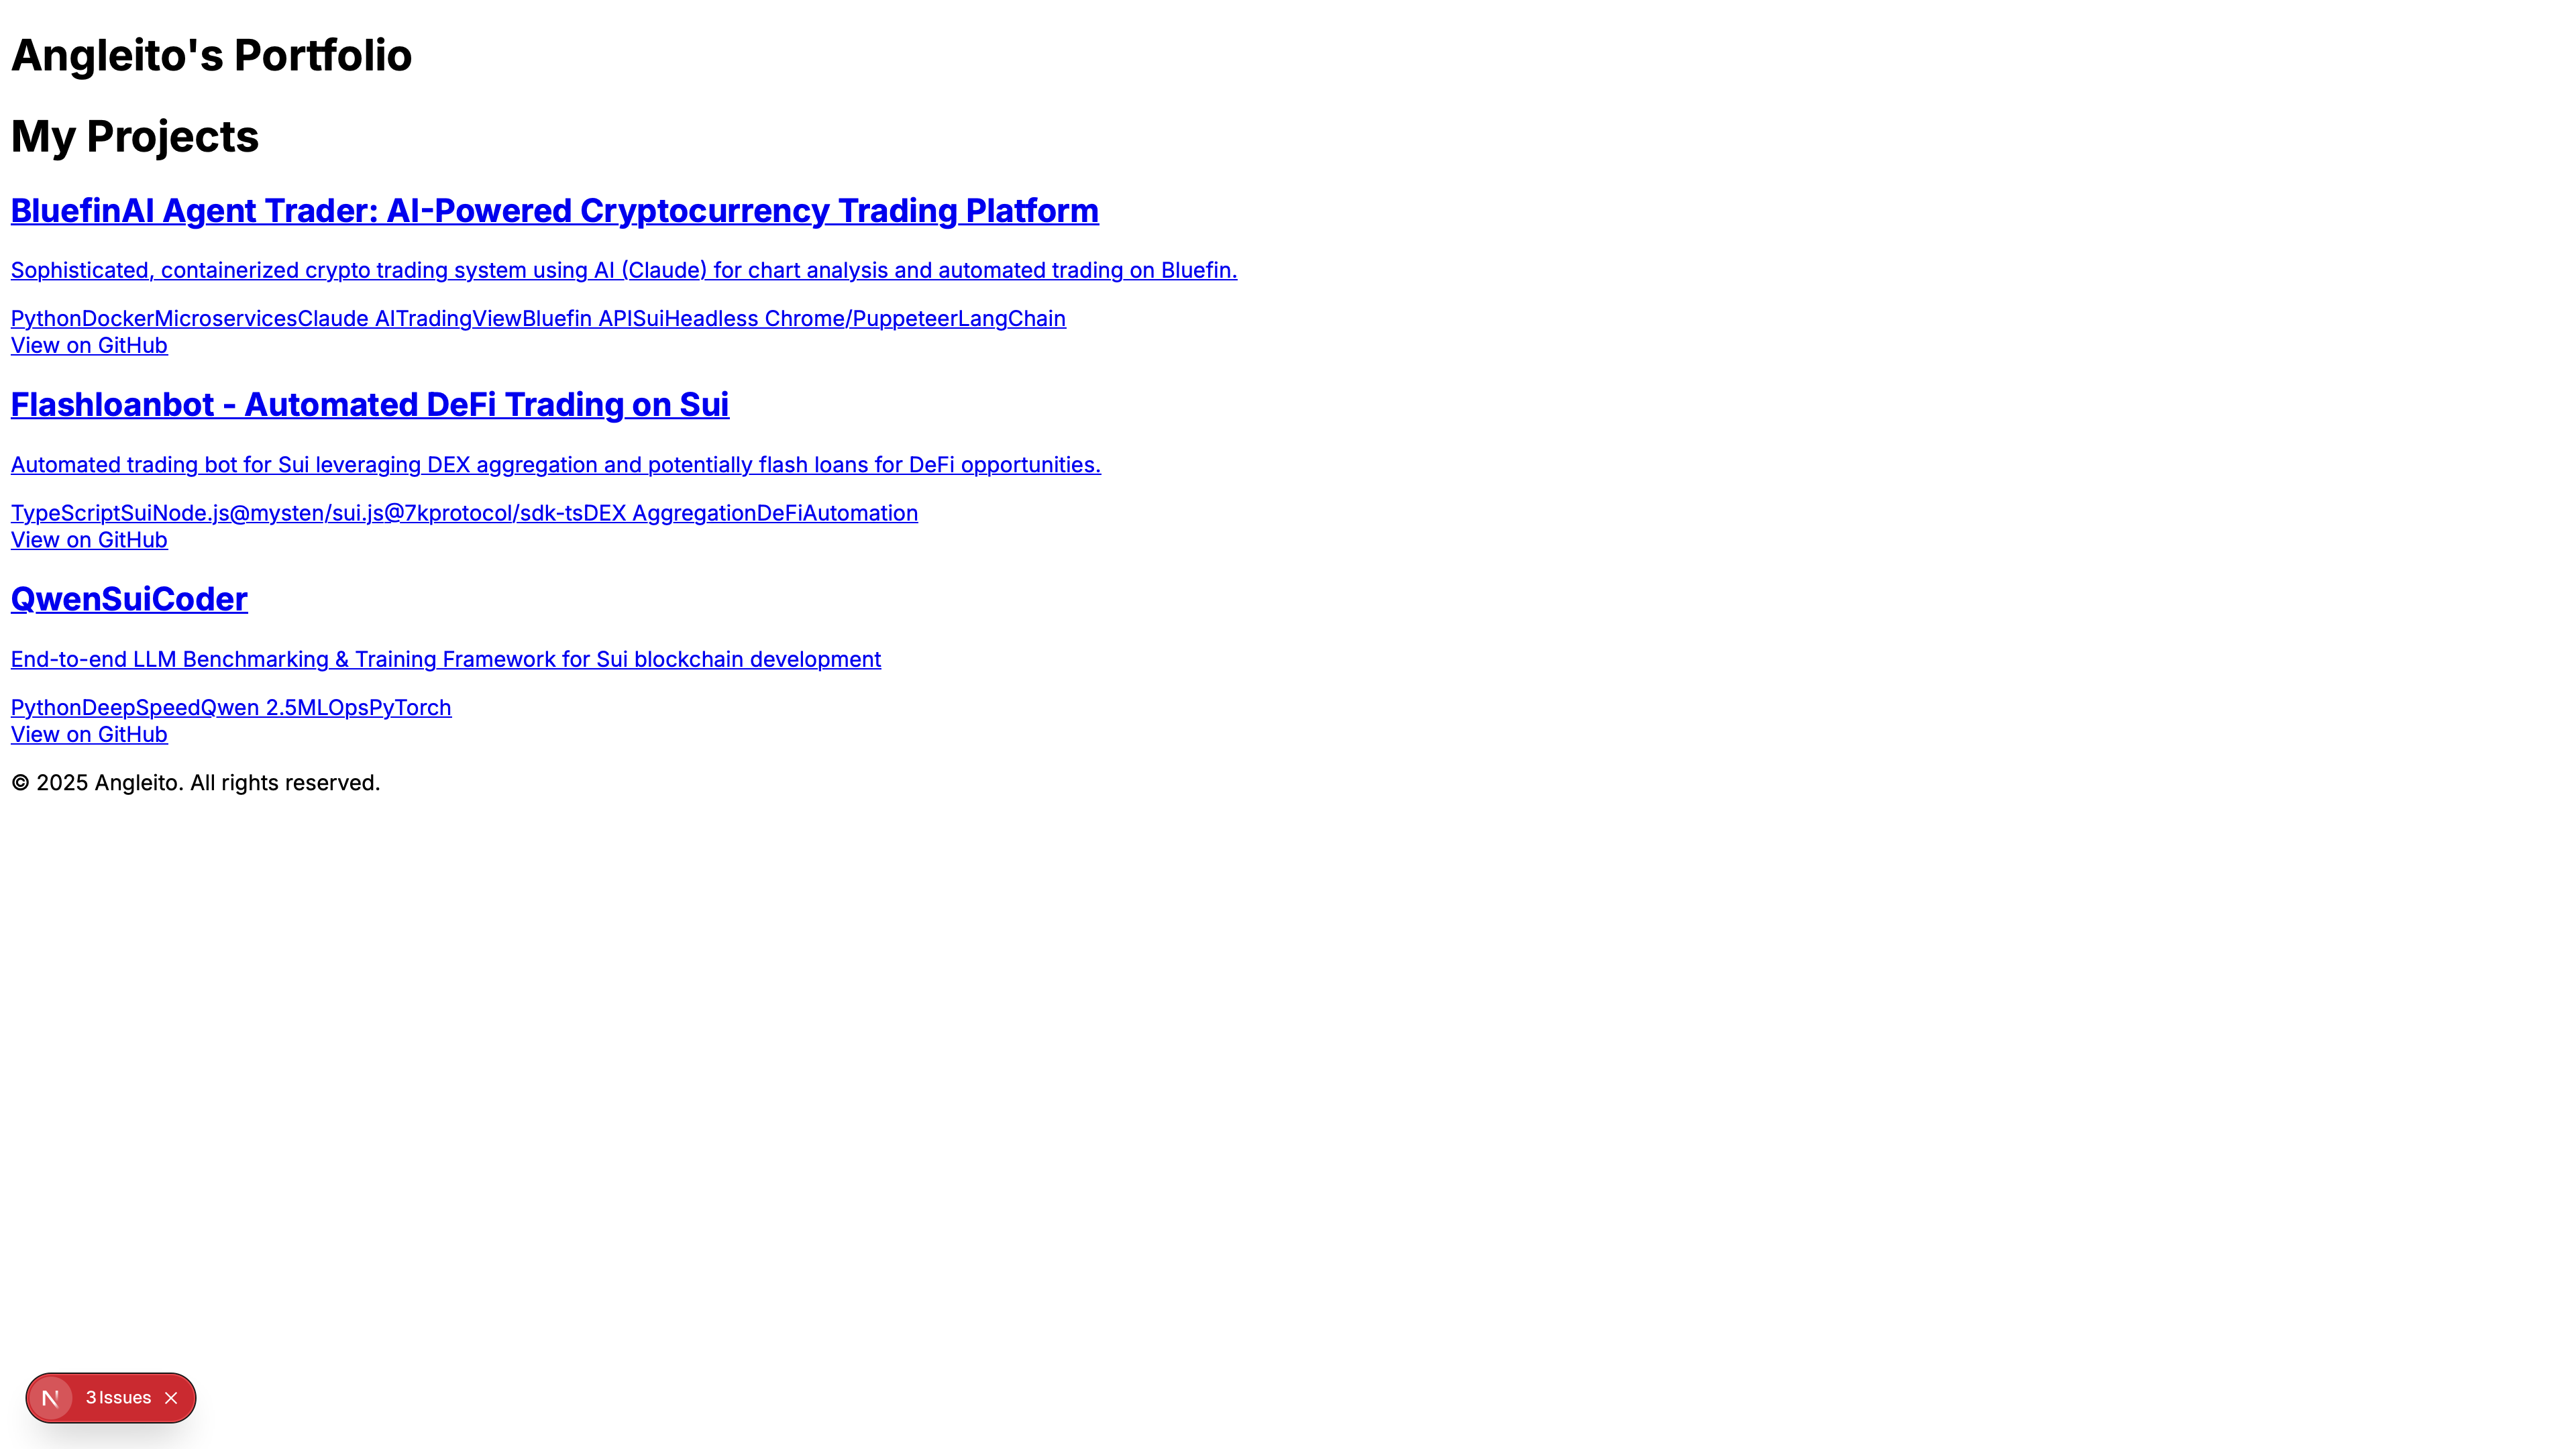 Angleito's Portfolio
My Projects
BluefinAI Agent Trader: AI-Powered Cryptocurrency Trading Platform
Sophisticated, containerized crypto trading system using AI (Claude) for chart analysis and automated trading on Bluefin.
PythonDockerMicroservicesClaude AITradingViewBluefin APISuiHeadless Chrome/PuppeteerLangChain
View on GitHub
Flashloanbot - Automated DeFi Trading on Sui
Automated trading bot for Sui leveraging DEX aggregation and potentially flash loans for DeFi opportunities.
TypeScriptSuiNode.js@mysten/sui.js@7kprotocol/sdk-tsDEX AggregationDeFiAutomation
View on GitHub
QwenSuiCoder
End-to-end LLM Benchmarking & Training Framework for Sui blockchain development
PythonDeepSpeedQwen 2.5MLOpsPyTorch
View on GitHub
© 2025 Angleito. All rights reserved.
N 3 Issues